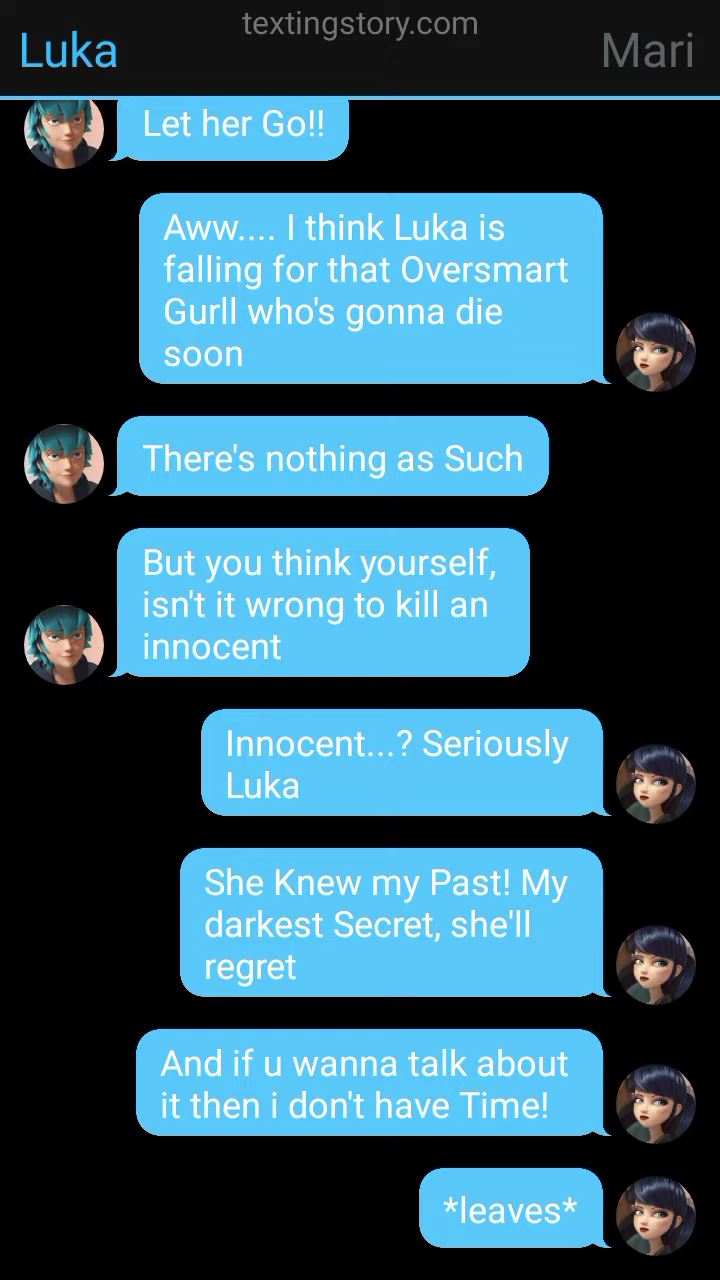 textingstory.com
Luka
Mari
Let her Go!!
Aww.... I think Luka is
falling for that Oversmart
Gurll who's gonna die
soon
There's nothing as Such
But you think yourself,
isn't it wrong to kill an
innocent
Innocent...? Seriously
Luka
She Knew my Past! My
darkest Secret, she'll
regret
And if u wanna talk about
it then i don't have Time!
*leaves*